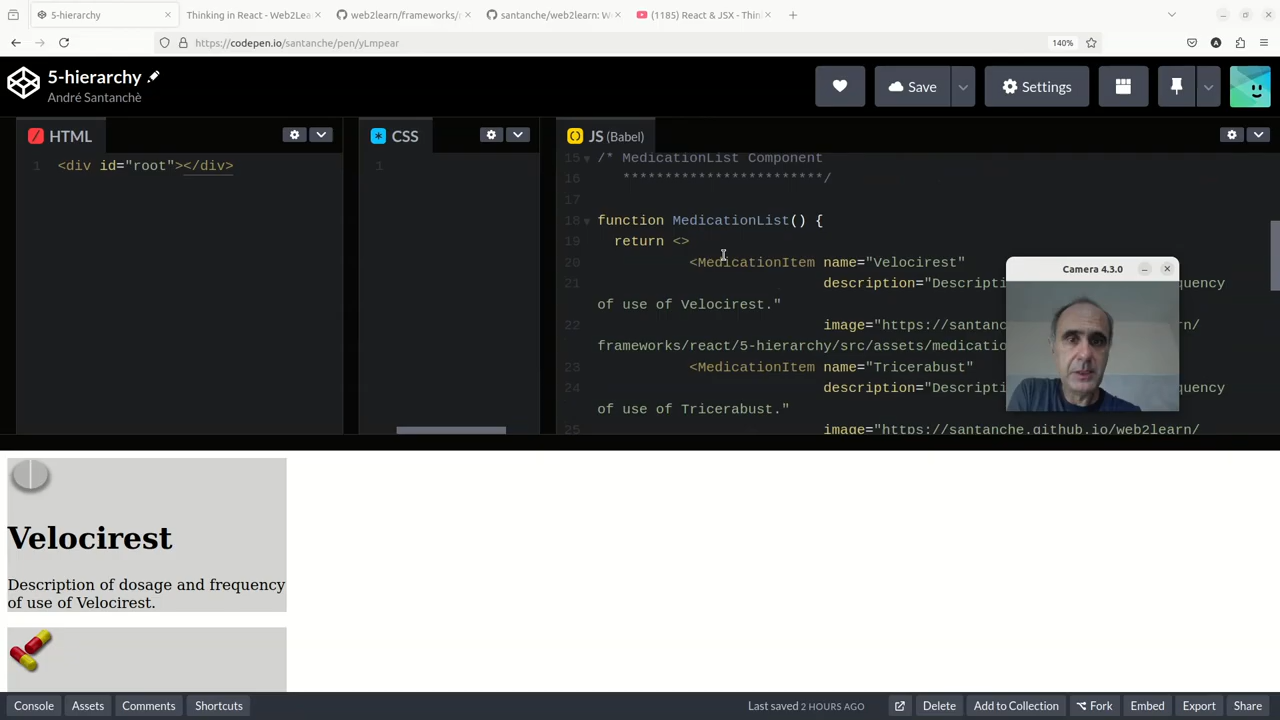 5-hierarchy
Thinking in React - Web2Lea
web2learn/frameworks/
santanche/web2learn: W
(1185) React & JSX - Thin
https://codepen.io/santanche/pen/yLmpear
140%
5-hierarchy
André Santanchè
Save
Settings
HTML
CSS
JS (Babel)
1 <div id="root"></div>
1
15 /* MedicationList Component
16 ************************/
17
18 function MedicationList() {
19 return <>
20 <MedicationItem name="Velocirest"
21 description="Descripti quency
of use of Velocirest."
22 image="https://santanc n/
frameworks/react/5-hierarchy/src/assets/medicatio
23 <MedicationItem name="Tricerabust"
24 description="Descripti quency
of use of Tricerabust."
25 image="https://santanche.github.io/web2learn/
Camera 4.3.0
Velocirest
Description of dosage and frequency
of use of Velocirest.
Console
Assets
Comments
Shortcuts
Last saved 2 HOURS AGO
Delete
Add to Collection
Fork
Embed
Export
Share